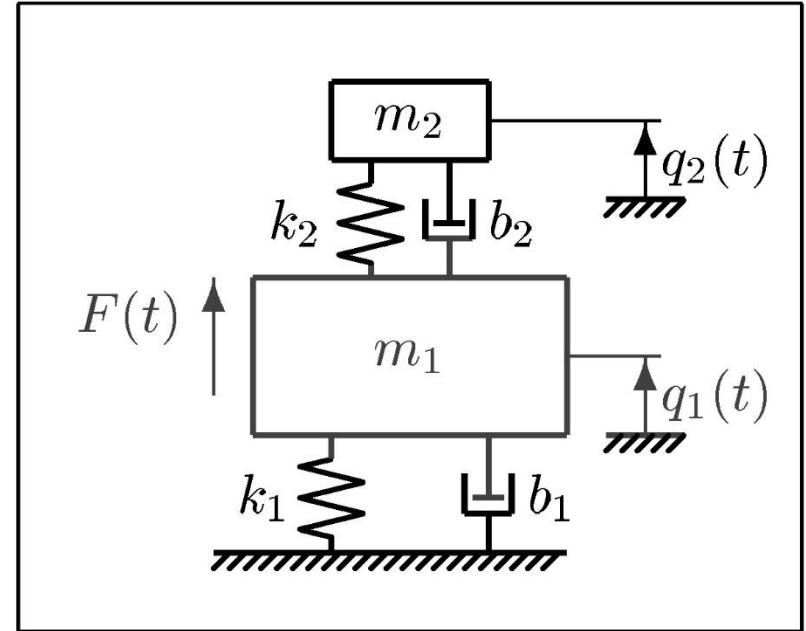 m₂
q₂(t)
k₂
b₂
F(t)
m₁
q₁(t)
k₁
b₁